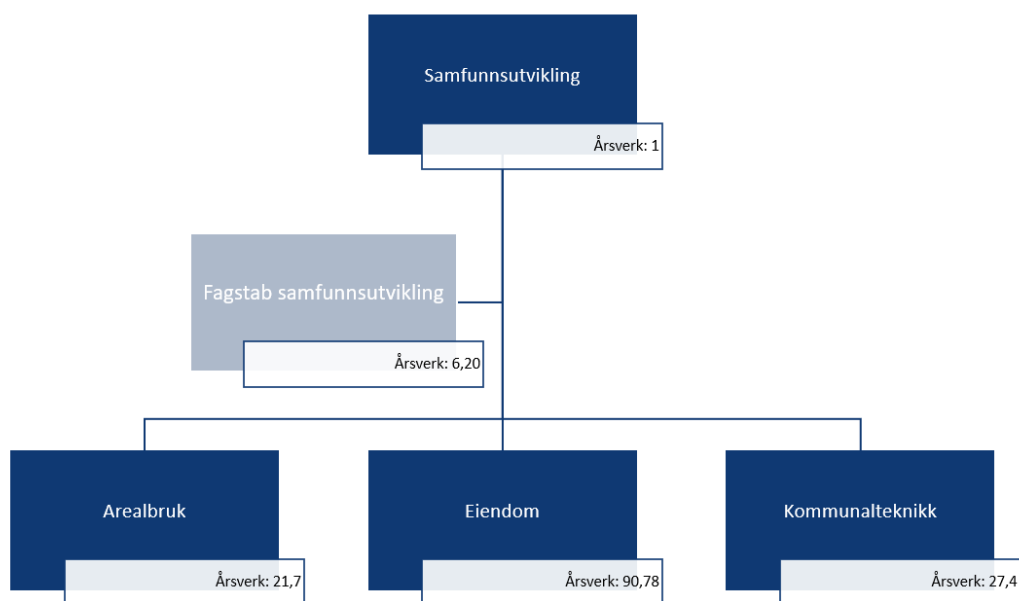 Samfunnsutvikling
Årsverk: 1
Fagstab samfunnsutvikling
Årsverk: 6,20
Arealbruk
Årsverk: 21,7
Eiendom
Årsverk: 90,78
Kommunalteknikk
Årsverk: 27,4